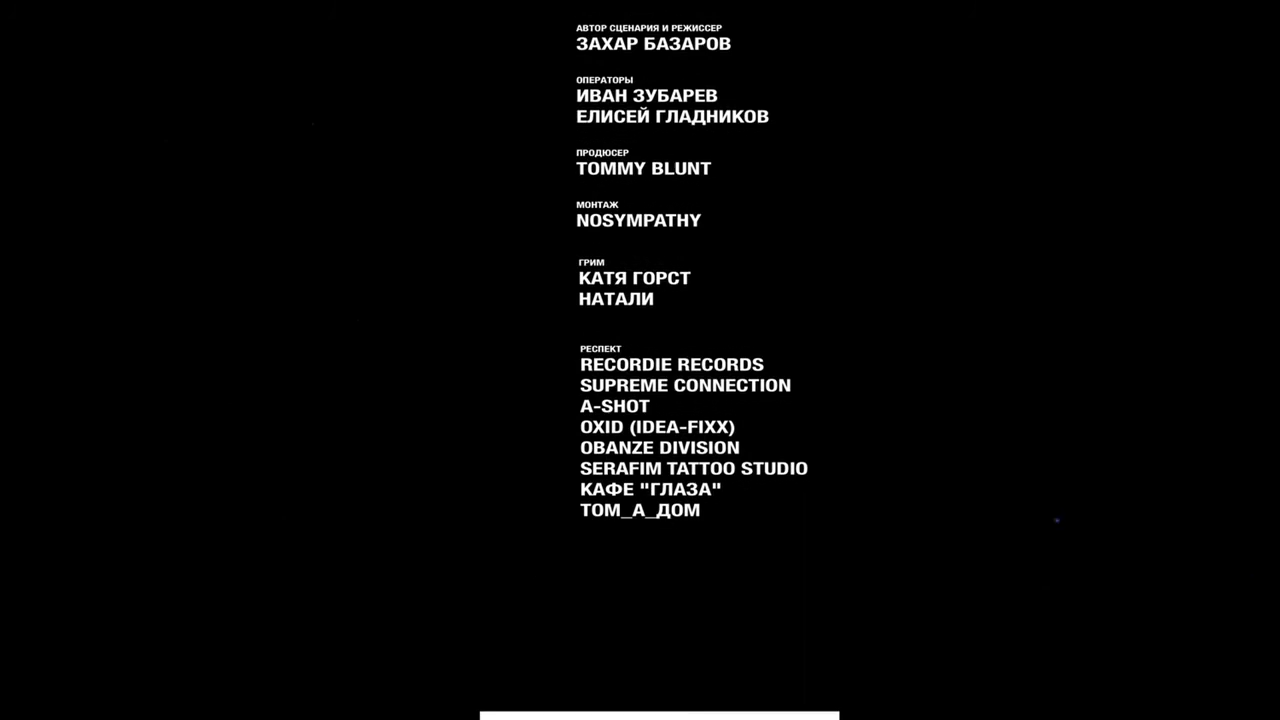 АВТОР СЦЕНАРИЯ И РЕЖИССЕР
ЗАХАР БАЗАРОВ
ОПЕРАТОРЫ
ИВАН ЗУБАРЕВ
ЕЛИСЕЙ ГЛАДНИКОВ
ПРОДЮСЕР
TOMMY BLUNT
МОНТАЖ
NOSYMPATHY
ГРИМ
КАТЯ ГОРСТ
НАТАЛИ
РЕСПЕКТ
RECORDIE RECORDS
SUPREME CONNECTION
A-SHOT
OXID (IDEA-FIXX)
OBANZE DIVISION
SERAFIM TATTOO STUDIO
КАФЕ "ГЛАЗА"
ТОМ_А_ДОМ